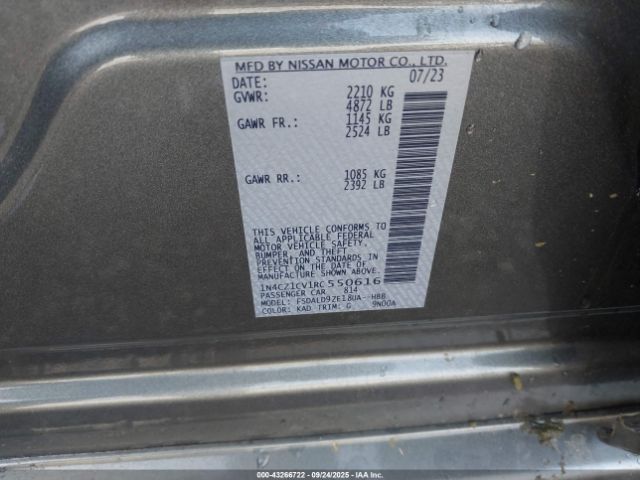 MFD BY NISSAN MOTOR CO., LTD.
DATE: 07/23
GVWR: 2210 KG
4872 LB
GAWR FR.: 1145 KG
2524 LB
GAWR RR.: 1085 KG
2392 LB
THIS VEHICLE CONFORMS TO
ALL APPLICABLE FEDERAL
MOTOR VEHICLE SAFETY,
BUMPER, AND THEFT
PREVENTION STANDARDS
IN EFFECT ON THE DATE OF
MANUFACTURE SHOWN ABOVE.
1N4CZ1CV1RC550616
PASSENGER CAR 814
MODEL: FSDALD9ZE18UA--HBB
COLOR: KAD TRIM: G 9N00A
000-43266722 - 09/24/2025 - IAA